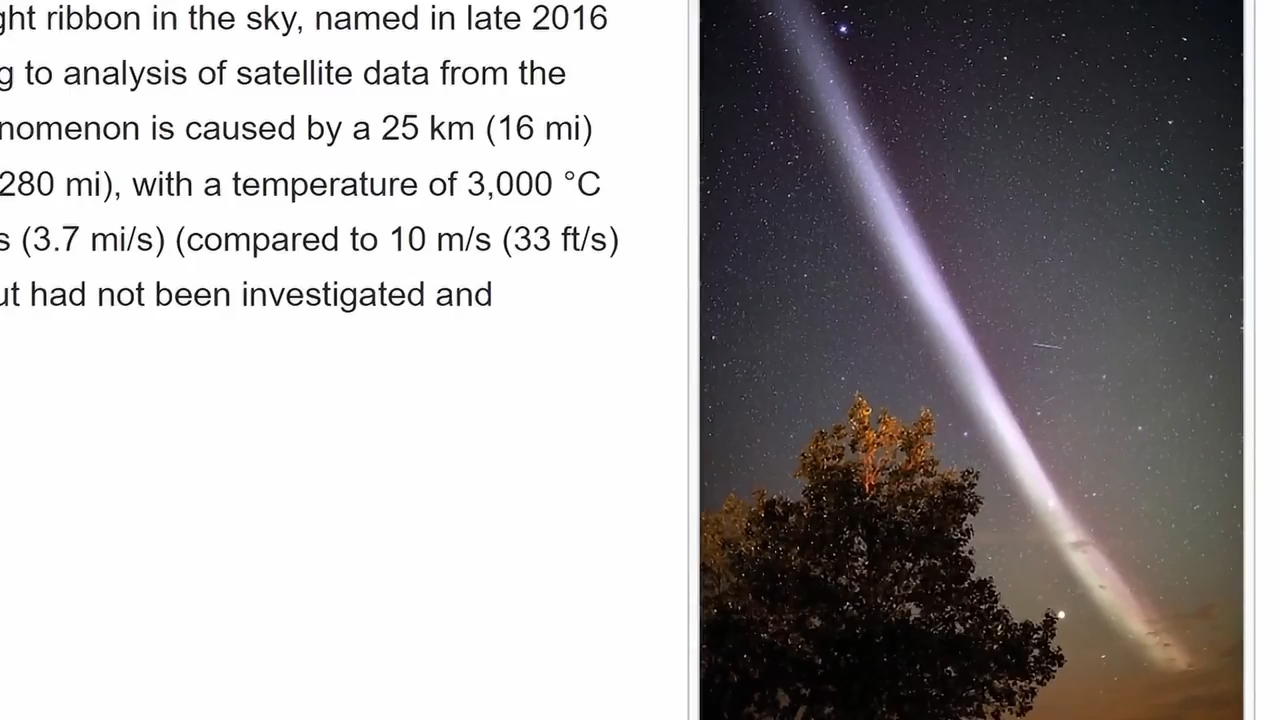 ght ribbon in the sky, named in late 2016
g to analysis of satellite data from the
nomenon is caused by a 25 km (16 mi)
280 mi), with a temperature of 3,000 °C
s (3.7 mi/s) (compared to 10 m/s (33 ft/s)
ut had not been investigated and